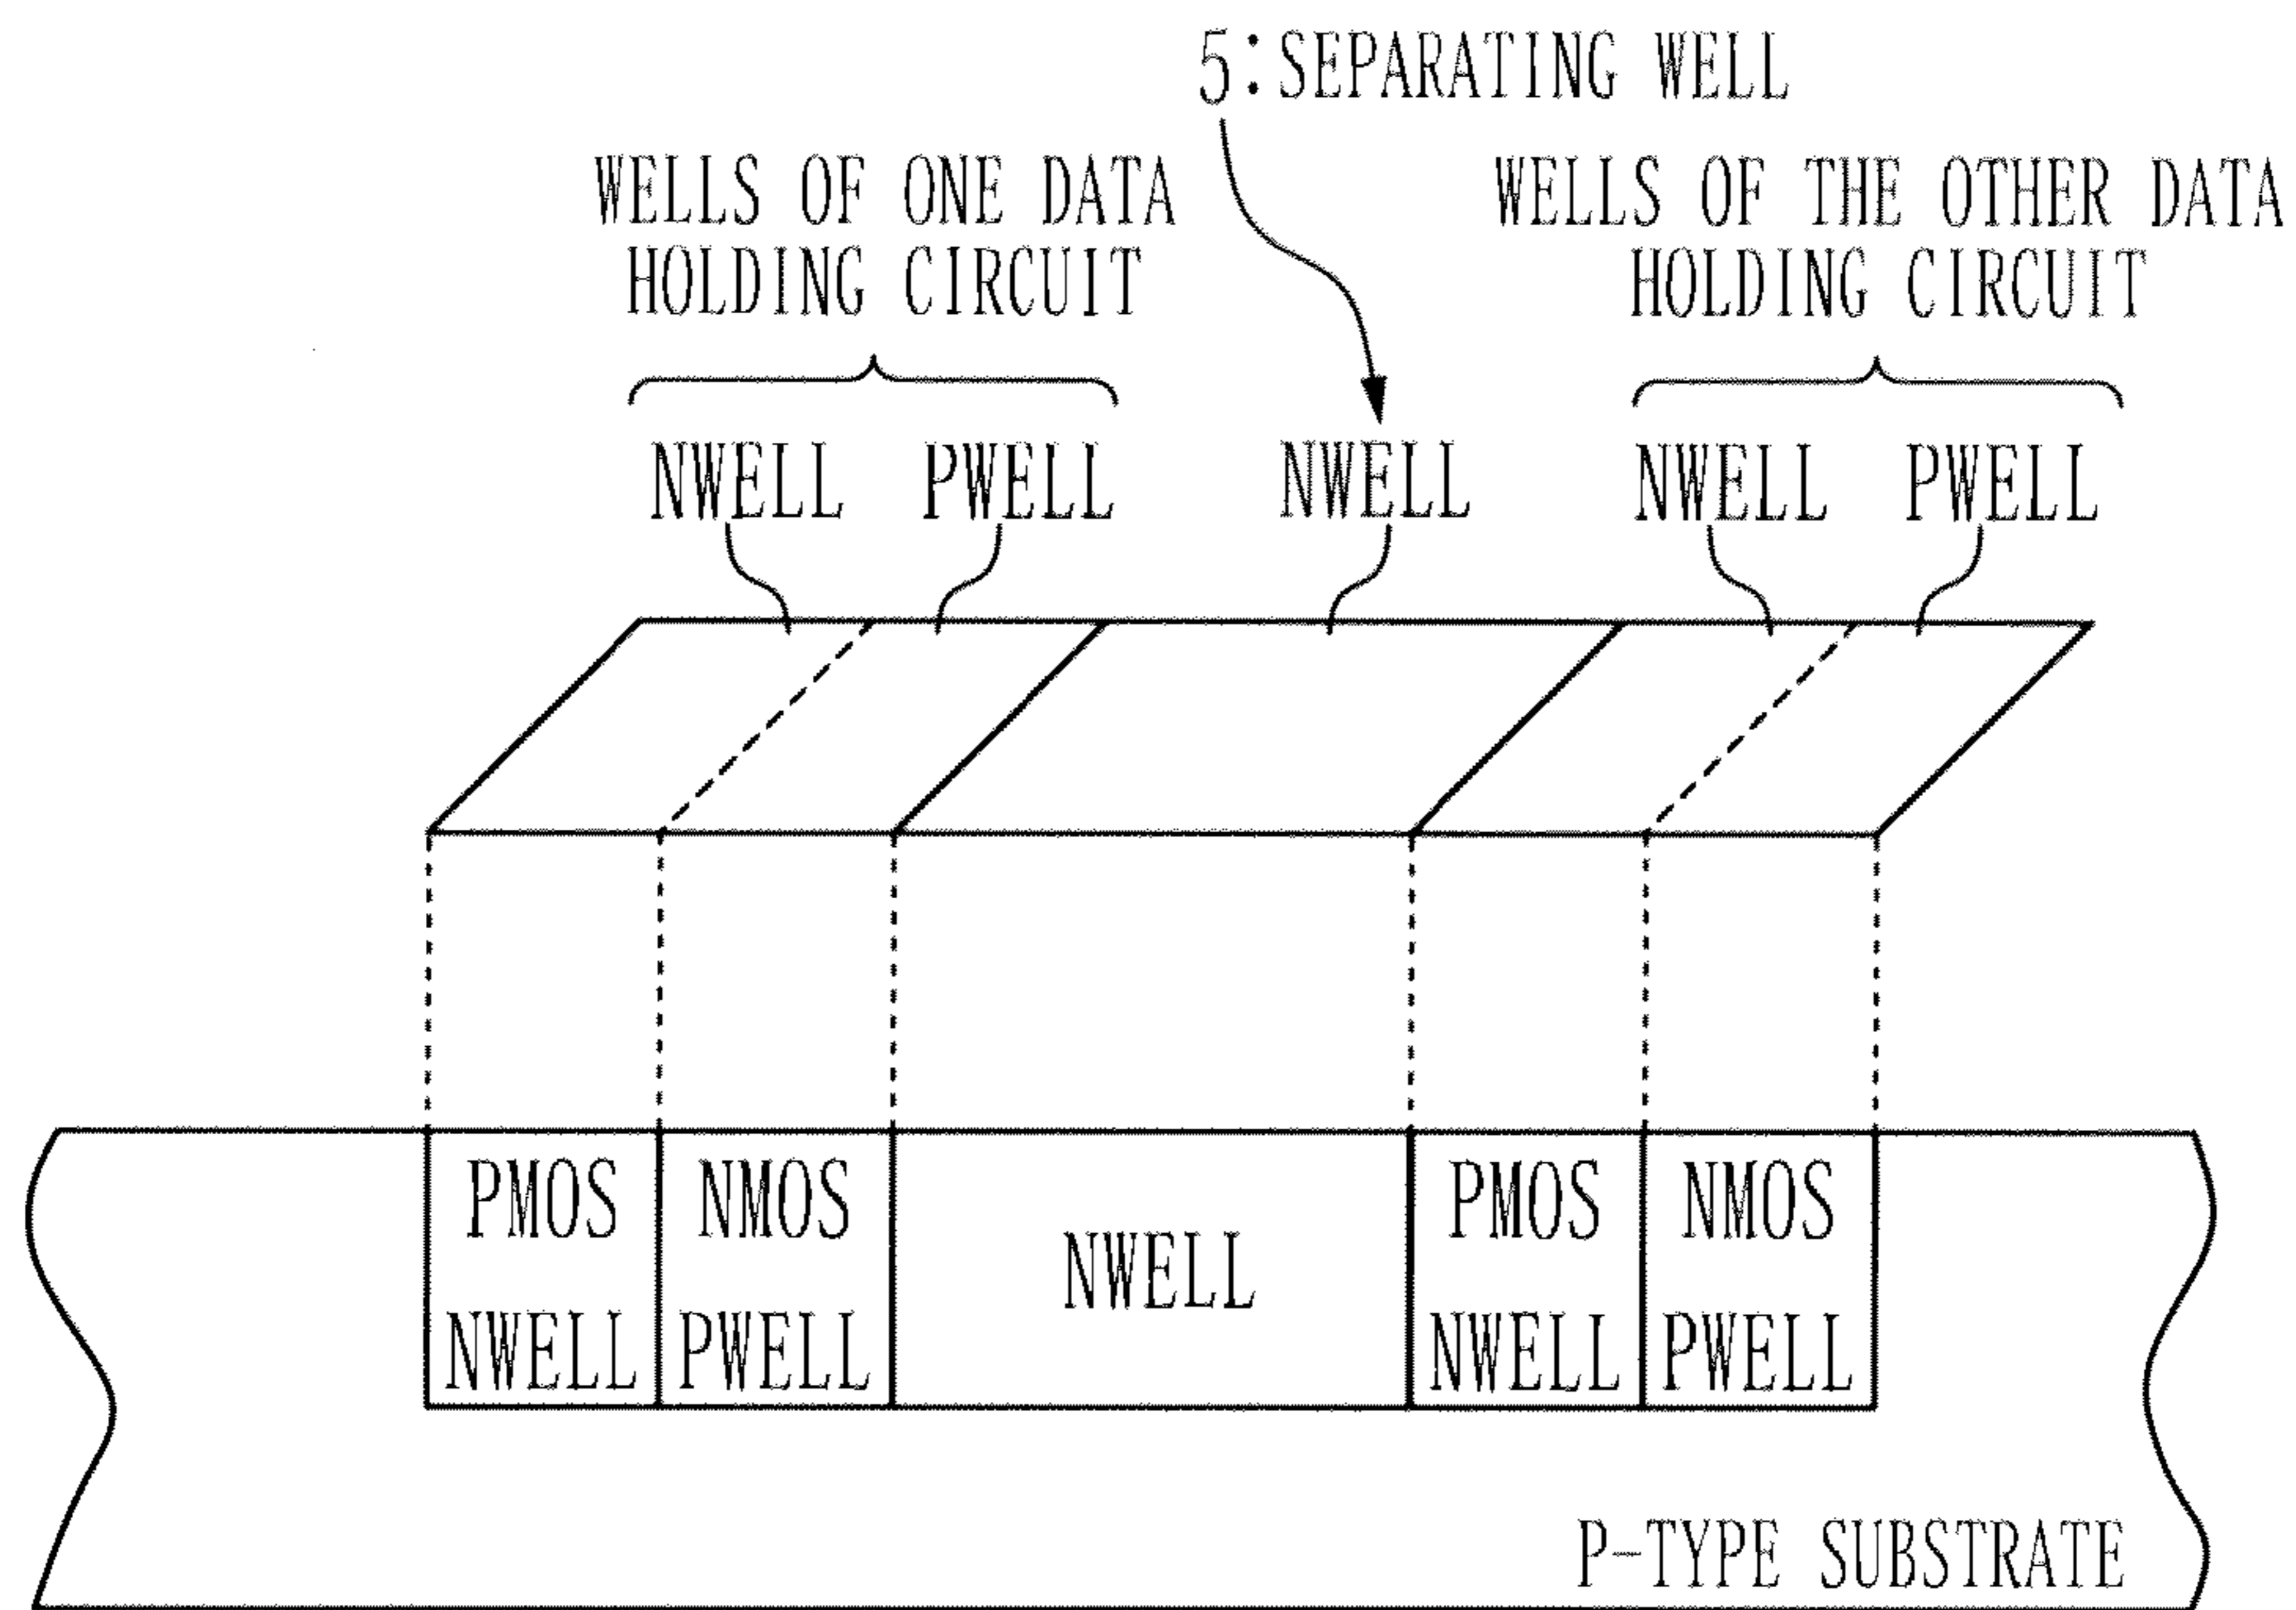 5:SEPARATING WELL
WELLS OF ONE DATA
HOLDING CIRCUIT
WELLS OF THE OTHER DATA
HOLDING CIRCUIT
NWELL PWELL NWELL NWELL PWELL
PMOS
NWELL
NMOS
PWELL
NWELL
PMOS
NWELL
NMOS
PWELL
P-TYPE SUBSTRATE